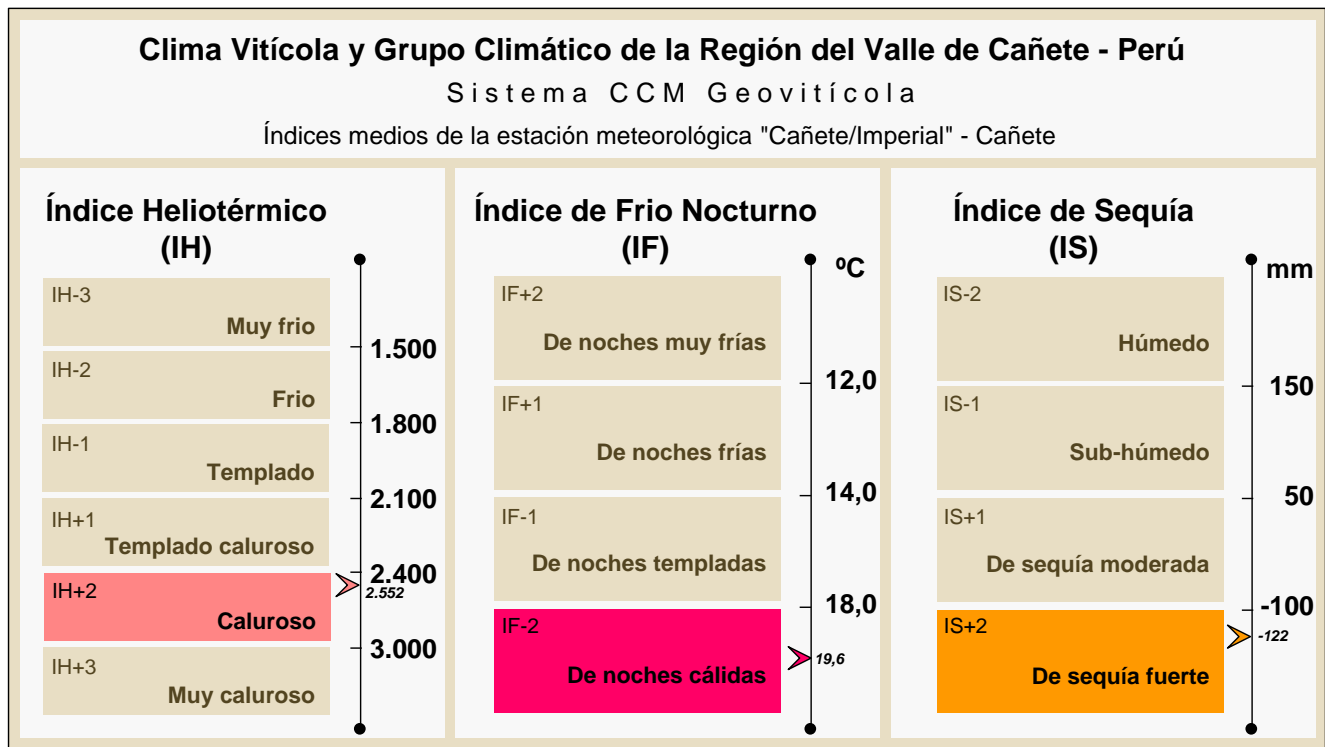 Clima Vitícola y Grupo Climático de la Región del Valle de Cañete - Perú
Sistema CCM Geovitícola
Índices medios de la estación meteorológica "Cañete/Imperial" - Cañete
Índice Heliotérmico
(IH)
IH-3
Muy frio
1.500
IH-2
Frio
1.800
IH-1
Templado
2.100
IH+1
Templado caluroso
2.400
IH+2
2.552
Caluroso
3.000
IH+3
Muy caluroso
Índice de Frio Nocturno
(IF)
ºC
IF+2
De noches muy frías
12,0
IF+1
De noches frías
14,0
IF-1
De noches templadas
18,0
IF-2
19,6
De noches cálidas
Índice de Sequía
(IS)
mm
IS-2
Húmedo
150
IS-1
Sub-húmedo
50
IS+1
De sequía moderada
-100
IS+2
-122
De sequía fuerte